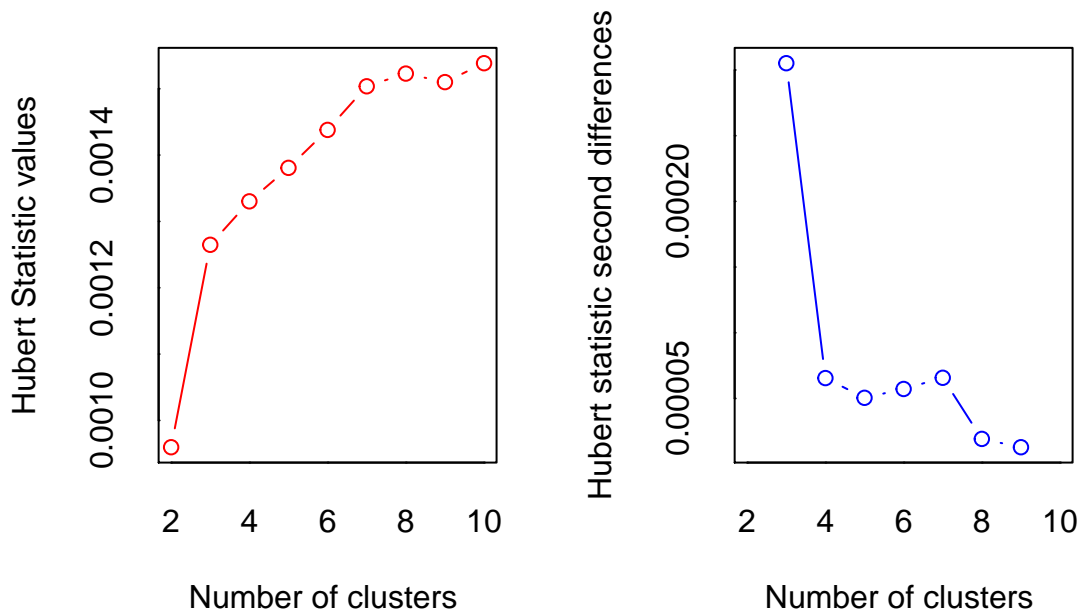 Hubert Statistic values
0.0014
0.0012
0.0010
2 4 6 8 10
Number of clusters
Hubert statistic second differences
0.00020
0.00005
2 4 6 8 10
Number of clusters